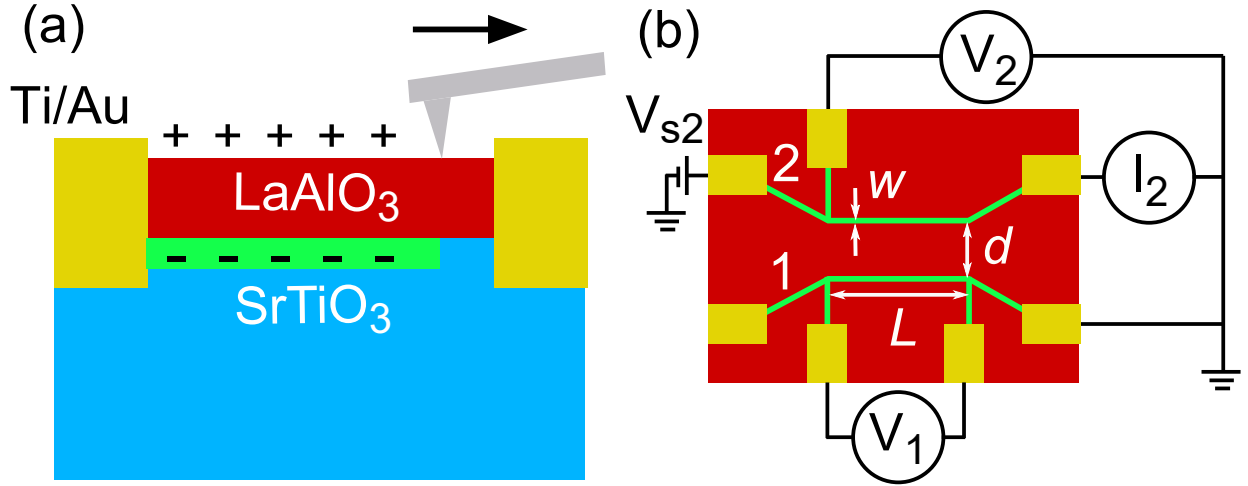 (a)
Ti/Au
+ + + + +
LaAlO₃
- - - - -
SrTiO₃
(b)
V₂
Vₛ₂
2
w
I₂
1
d
L
V₁